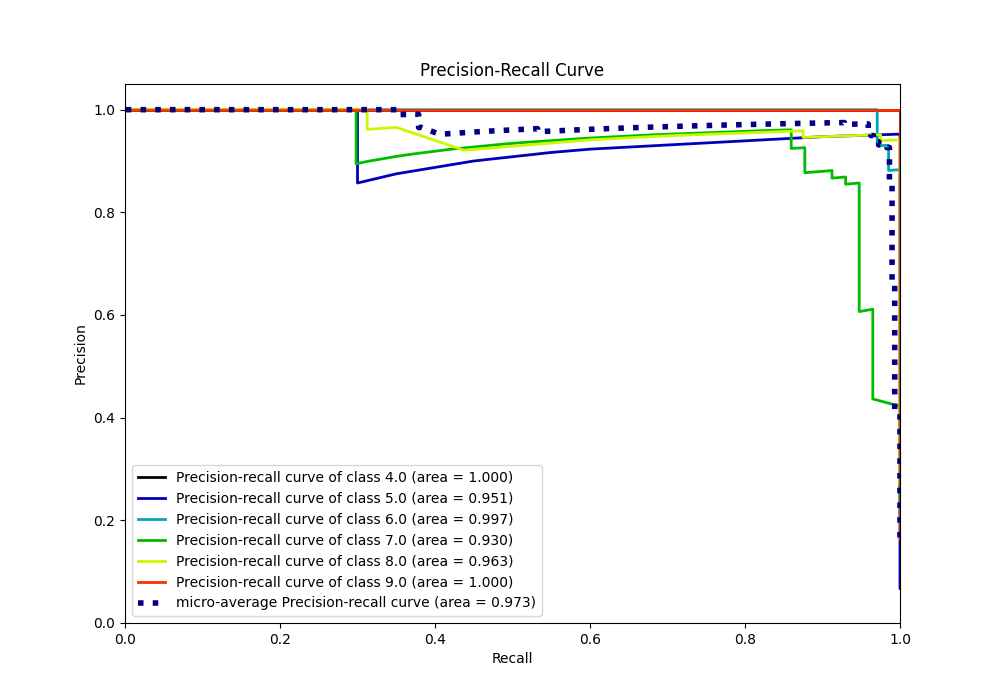 Precision-Recall Curve
1.0
0.8
0.6
0.4
0.2
0.0
Precision
Precision-recall curve of class 4.0 (area = 1.000)
Precision-recall curve of class 5.0 (area = 0.951)
Precision-recall curve of class 6.0 (area = 0.997)
Precision-recall curve of class 7.0 (area = 0.930)
Precision-recall curve of class 8.0 (area = 0.963)
Precision-recall curve of class 9.0 (area = 1.000)
micro-average Precision-recall curve (area = 0.973)
0.0 0.2 0.4 0.6 0.8 1.0
Recall